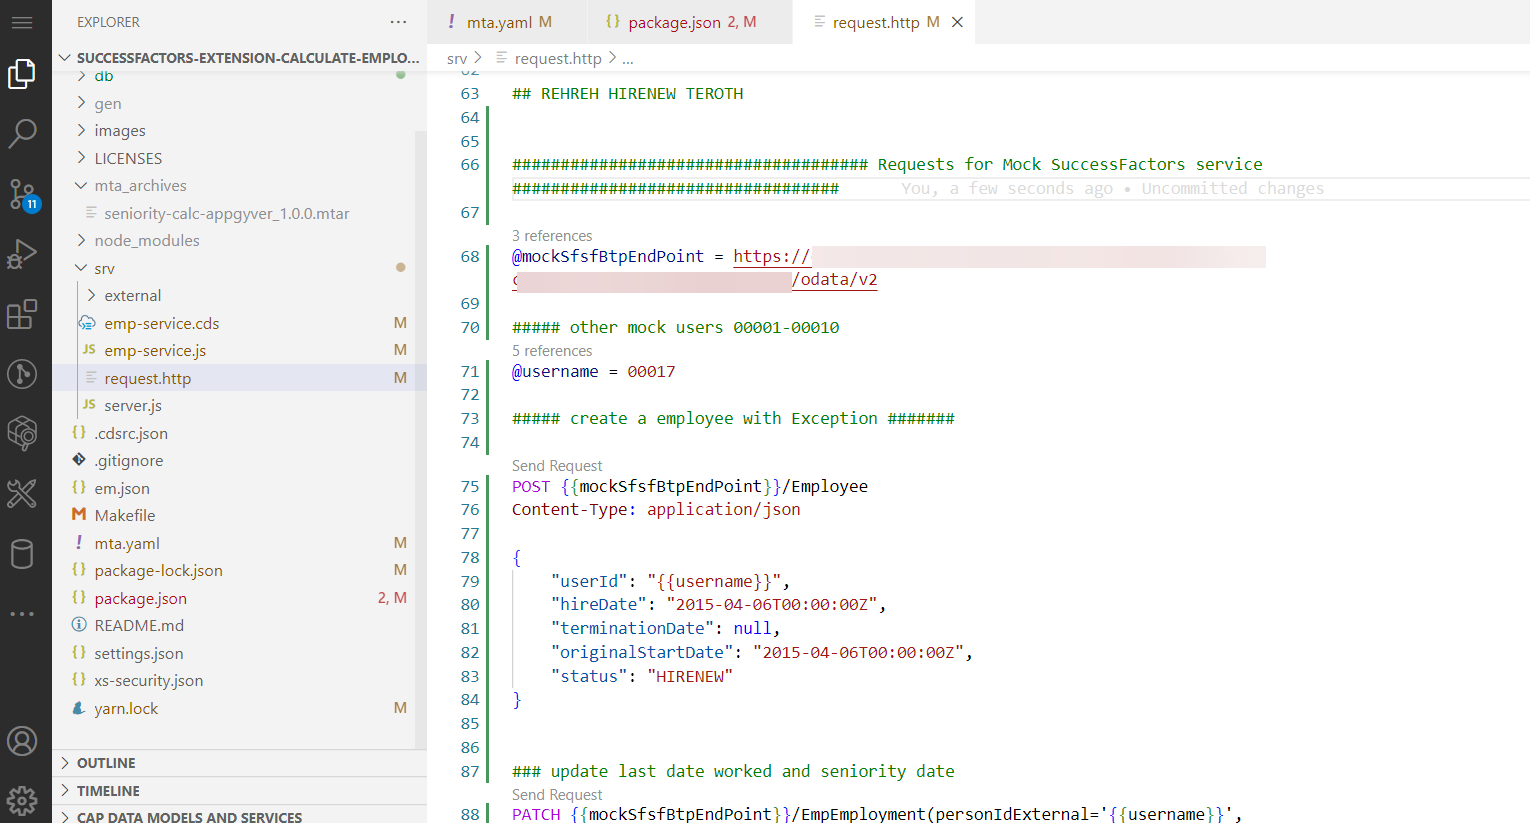 EXPLORER
SUCCESSFACTORS-EXTENSION-CALCULATE-EMPLO...
db
gen
images
LICENSES
mta_archives
seniority-calc-appgyver_1.0.0.mtar
node_modules
srv
external
emp-service.cds M
JS emp-service.js M
request.http M
JS server.js
{} .cdsrc.json
.gitignore
{} em.json
M Makefile
! mta.yaml M
{} package-lock.json M
{} package.json 2, M
README.md
{} settings.json
{} xs-security.json
yarn.lock M
OUTLINE
TIMELINE
CAP DATA MODELS AND SERVICES
11
! mta.yaml M {} package.json 2, M request.http M
srv > request.http > ...
62
63 ## REHREH HIRENEW TEROTH
64
65
66 ##################################### Requests for Mock SuccessFactors service
################################## You, a few seconds ago • Uncommitted changes
67
3 references
68 @mockSfsfBtpEndPoint = https://
/odata/v2
69
70 ##### other mock users 00001-00010
5 references
71 @username = 00017
72
73 ##### create a employee with Exception #######
74
Send Request
75 POST {{mockSfsfBtpEndPoint}}/Employee
76 Content-Type: application/json
77
78 {
79 "userId": "{{username}}",
80 "hireDate": "2015-04-06T00:00:00Z",
81 "terminationDate": null,
82 "originalStartDate": "2015-04-06T00:00:00Z",
83 "status": "HIRENEW"
84 }
85
86
87 ### update last date worked and seniority date
Send Request
88 PATCH {{mockSfsfBtpEndPoint}}/EmpEmployment(personIdExternal='{{username}}',